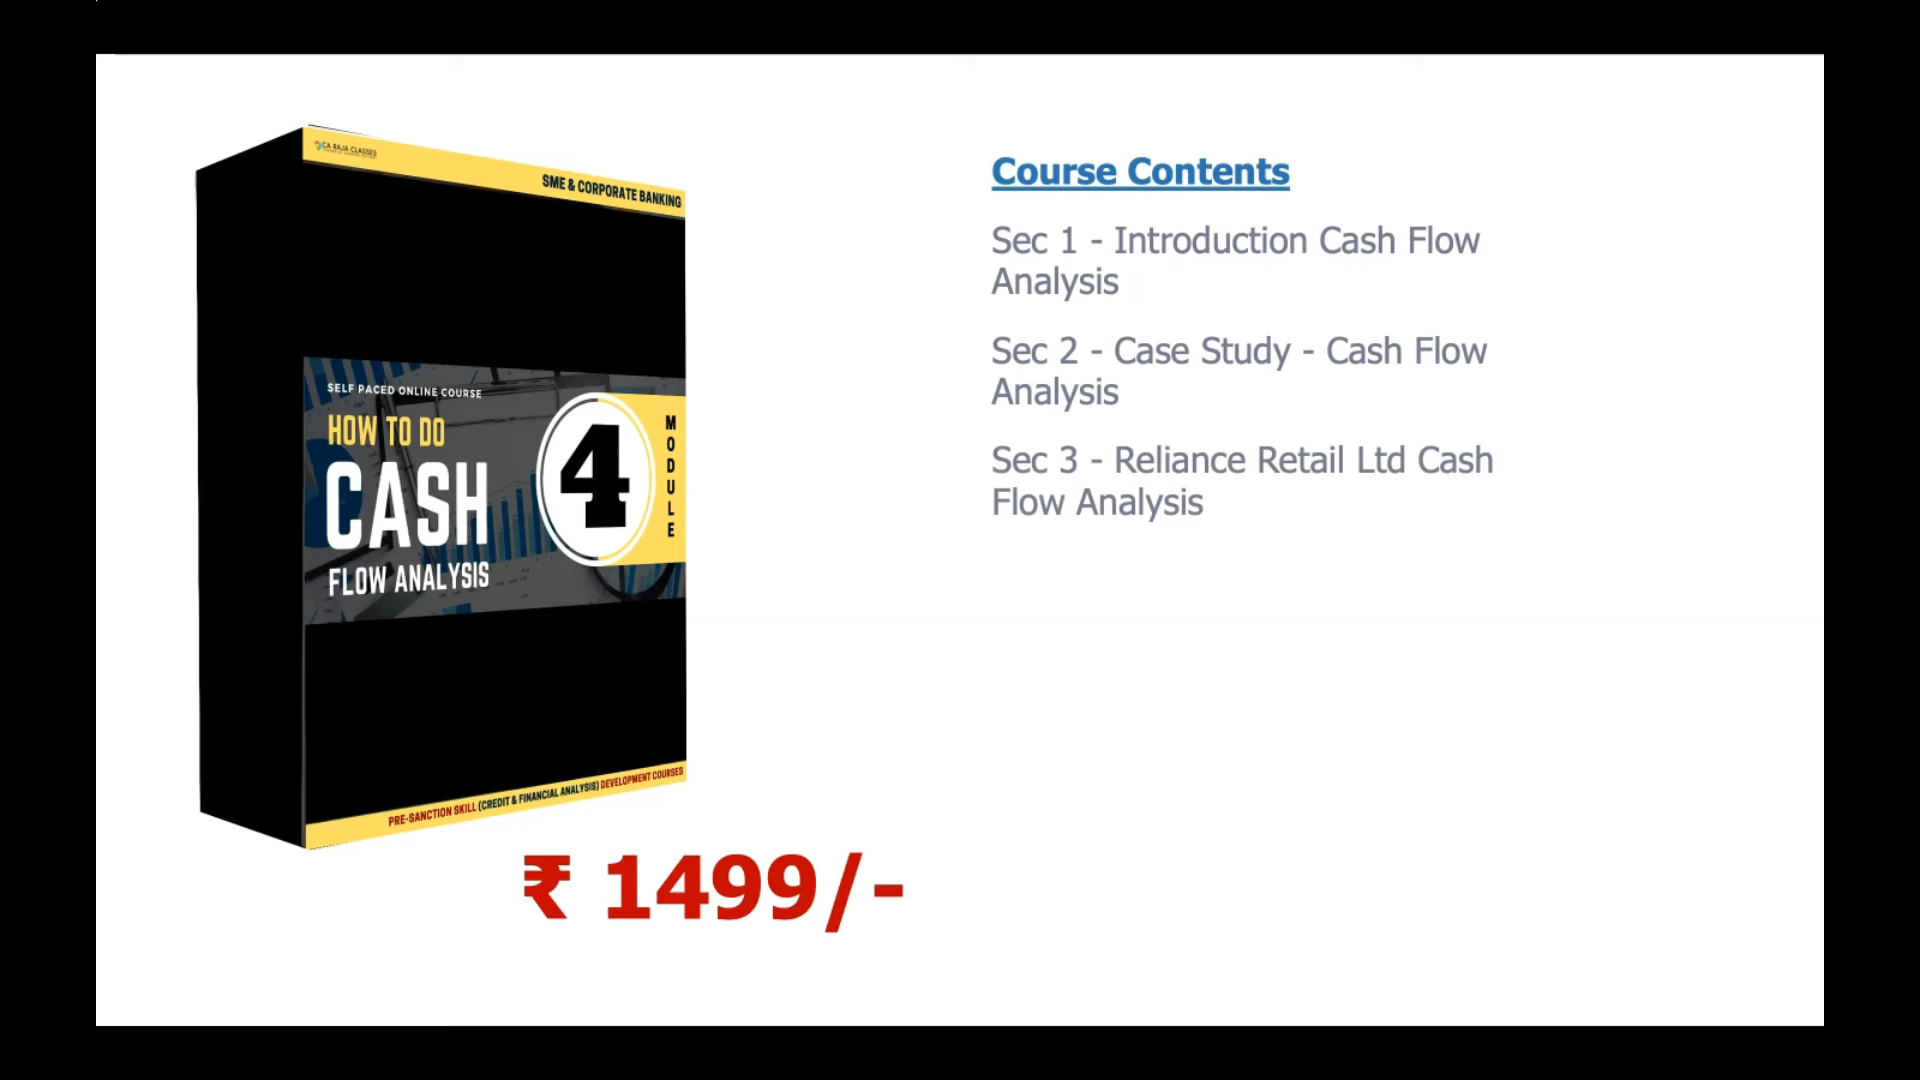 CA RAJA CLASSES
SME & CORPORATE BANKING
SELF PACED ONLINE COURSE
HOW TO DO
CASH
FLOW ANALYSIS
4
MODULE
PRE-SANCTION SKILL (CREDIT & FINANCIAL ANALYSIS) DEVELOPMENT COURSES
₹ 1499/-
Course Contents
Sec 1 - Introduction Cash Flow
Analysis
Sec 2 - Case Study - Cash Flow
Analysis
Sec 3 - Reliance Retail Ltd Cash
Flow Analysis